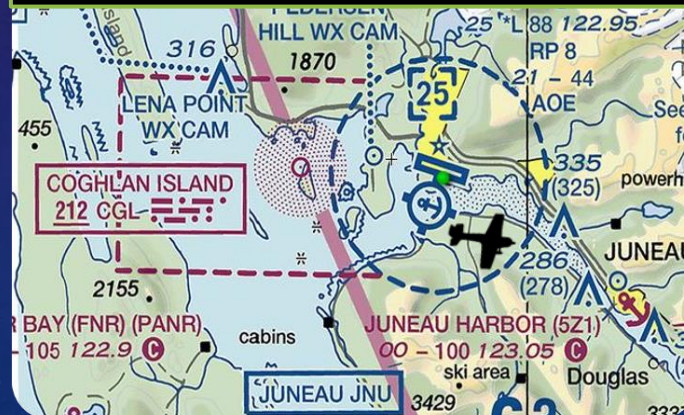 PEDERSEN
HILL WX CAM
25 *L 88 122.95
RP 8
21 – 44
AOE
See
316
1870
25
LENA POINT
WX CAM
Island
455
335
(325)
powerh
COGHLAN ISLAND
212 CGL
JUNEAU
286
(278)
2155
R BAY (FNR) (PANR)
– 105 122.9 C
cabins
JUNEAU HARBOR (5Z1)
00 – 100 123.05 C
ski area
Douglas
JUNEAU JNU
3429